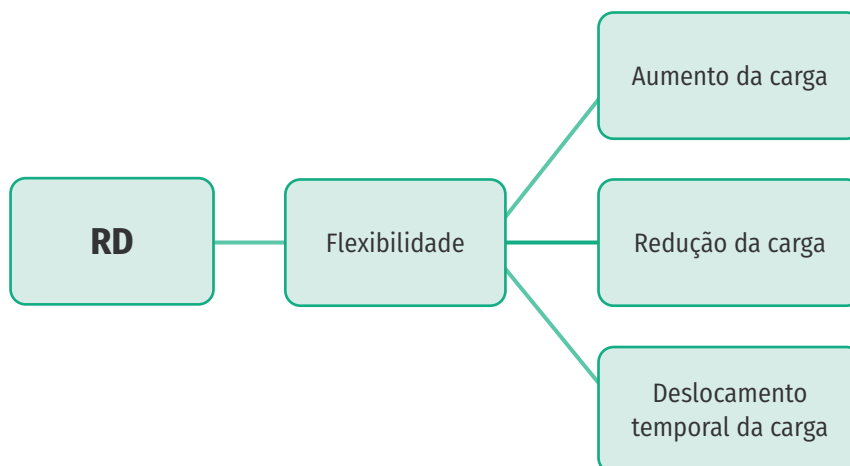 RD
Flexibilidade
Aumento da carga
Redução da carga
Deslocamento
temporal da carga